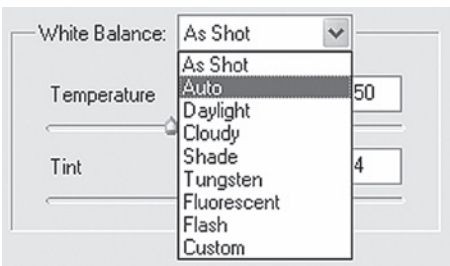 White Balance: As Shot
As Shot
Auto
Temperature 50
Daylight
Cloudy
Shade
Tint 4
Tungsten
Fluorescent
Flash
Custom